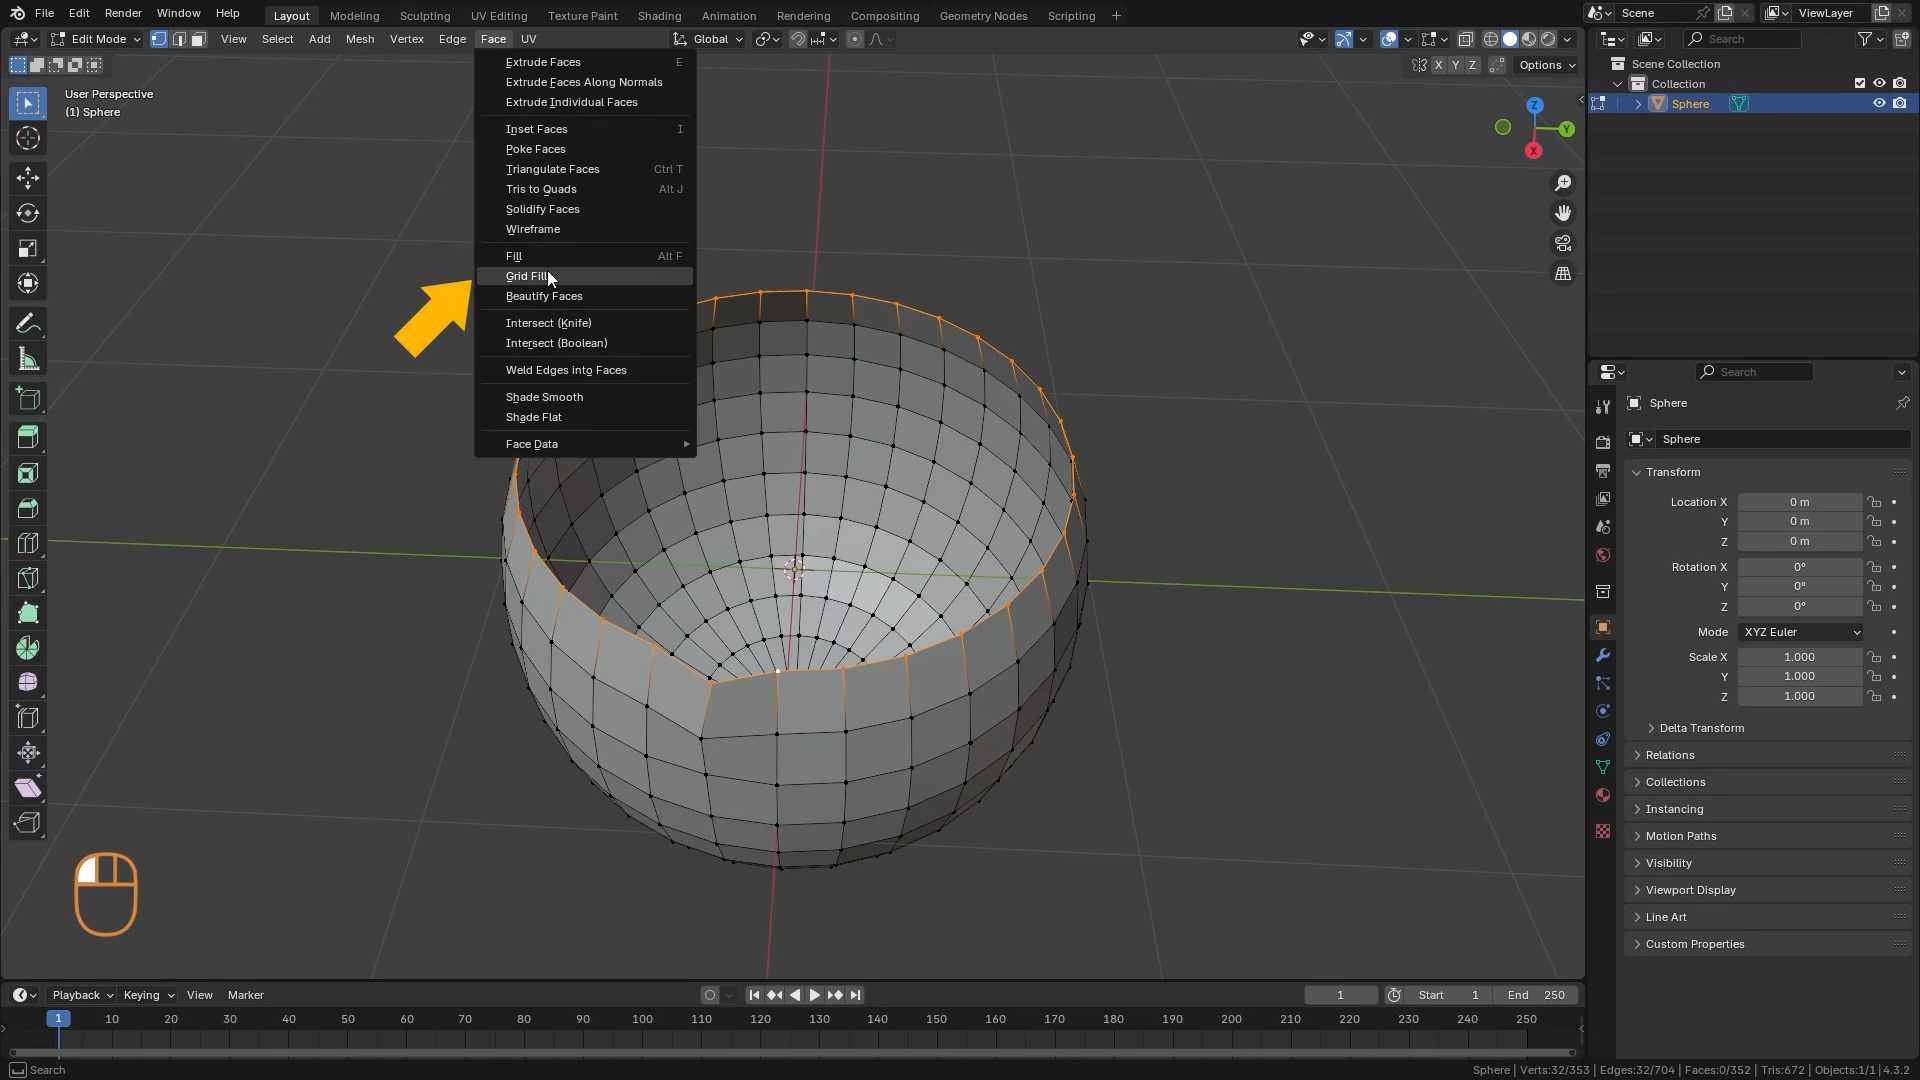 File Edit Render Window Help Layout Modeling Sculpting UV Editing Texture Paint Shading Animation Rendering Compositing Geometry Nodes Scripting + Scene ViewLayer
Edit Mode View Select Add Mesh Vertex Edge Face UV Global Search
X Y Z Options
User Perspective
(1) Sphere
Extrude Faces E
Extrude Faces Along Normals
Extrude Individual Faces
Inset Faces I
Poke Faces
Triangulate Faces Ctrl T
Tris to Quads Alt J
Solidify Faces
Wireframe
Fill Alt F
Grid Fill
Beautify Faces
Intersect (Knife)
Intersect (Boolean)
Weld Edges into Faces
Shade Smooth
Shade Flat
Face Data
Z
Y
X
Scene Collection
Collection
Sphere
Search
Sphere
Sphere
Transform
Location X 0 m
Y 0 m
Z 0 m
Rotation X 0°
Y 0°
Z 0°
Mode XYZ Euler
Scale X 1.000
Y 1.000
Z 1.000
Delta Transform
Relations
Collections
Instancing
Motion Paths
Visibility
Viewport Display
Line Art
Custom Properties
Playback Keying View Marker 1 Start 1 End 250
1 10 20 30 40 50 60 70 80 90 100 110 120 130 140 150 160 170 180 190 200 210 220 230 240 250
Search
Sphere | Verts:32/353 | Edges:32/704 | Faces:0/352 | Tris:672 | Objects:1/1 | 4.3.2